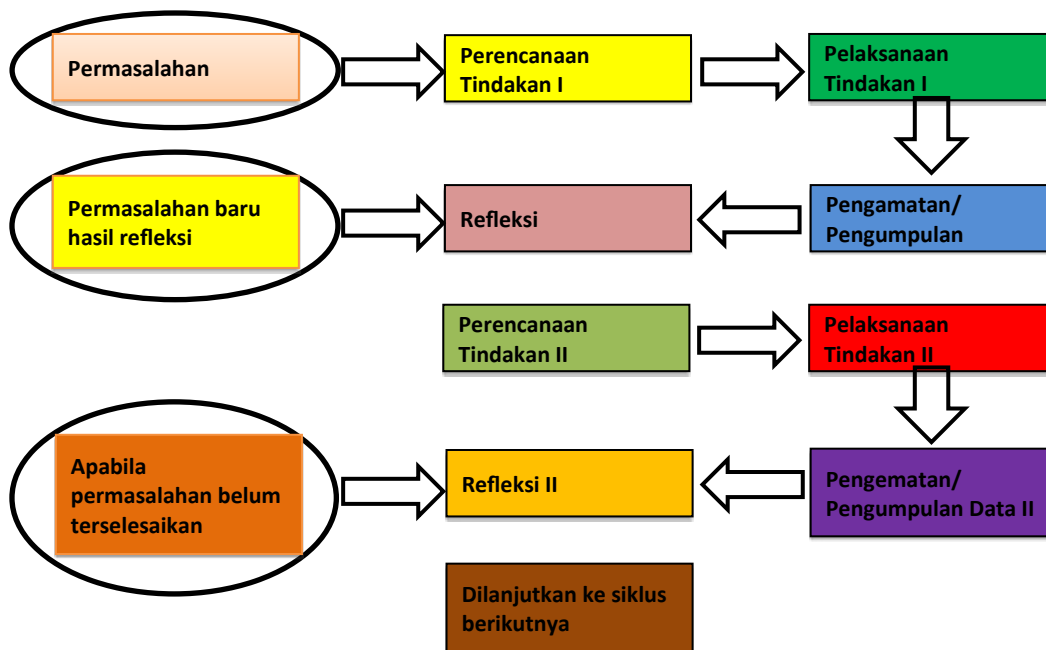 Permasalahan
Perencanaan
Tindakan I
Pelaksanaan
Tindakan I
Permasalahan baru
hasil refleksi
Refleksi
Pengamatan/
Pengumpulan
Perencanaan
Tindakan II
Pelaksanaan
Tindakan II
Apabila
permasalahan belum
terselesaikan
Refleksi II
Pengematan/
Pengumpulan Data II
Dilanjutkan ke siklus
berikutnya